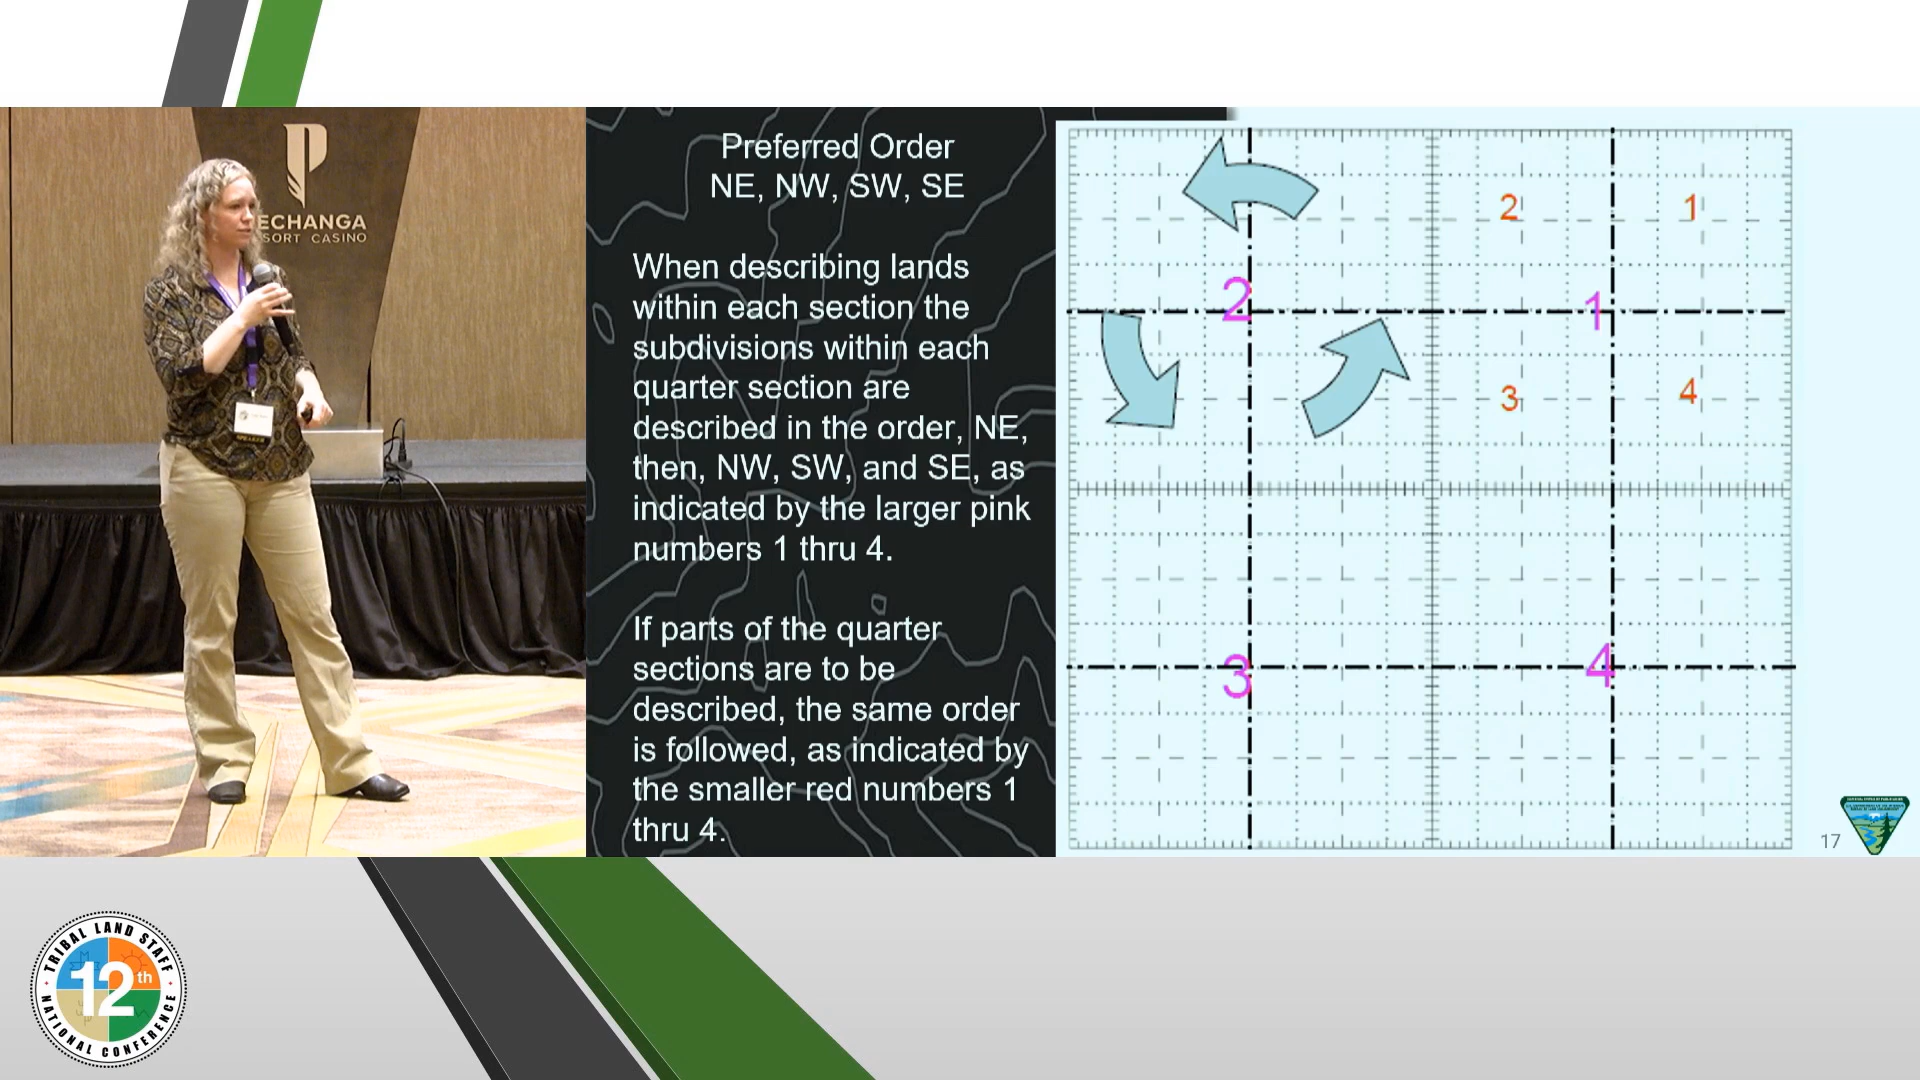 ECHANGA
SORT CASINO
SPEAKER
Preferred Order
NE, NW, SW, SE
When describing lands
within each section the
subdivisions within each
quarter section are
described in the order, NE,
then, NW, SW, and SE, as
indicated by the larger pink
numbers 1 thru 4.
If parts of the quarter
sections are to be
described, the same order
is followed, as indicated by
the smaller red numbers 1
thru 4.
2 1
2 1
3 4
3 4
17
TRIBAL LAND STAFF
12th
NATIONAL CONFERENCE